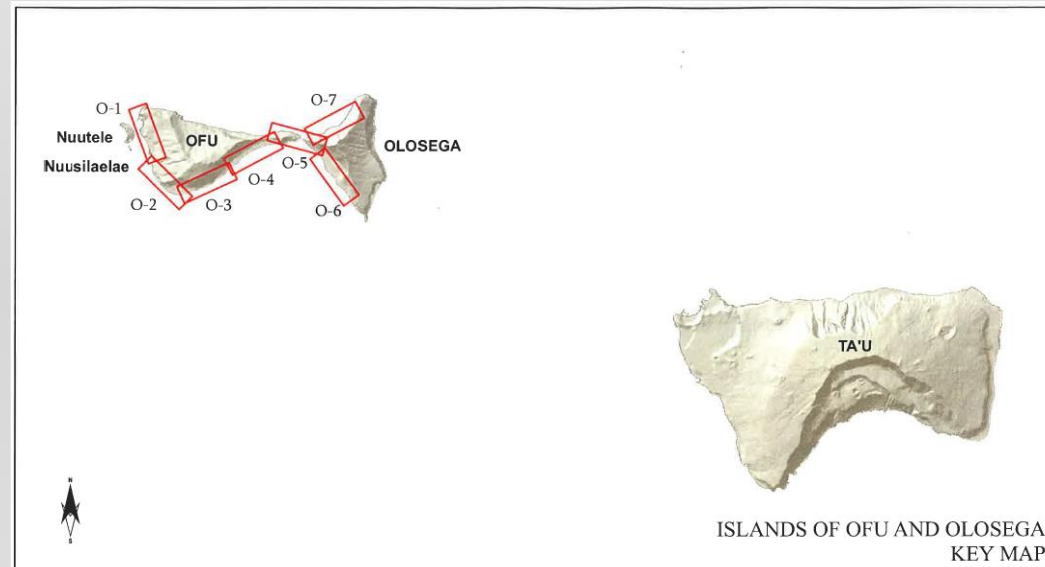 O-1
O-7
Nuutele
OFU
OLOSEGA
Nuusilaelae
O-5
O-4
O-2
O-3
O-6
TA'U
N
S
ISLANDS OF OFU AND OLOSEGA
KEY MAP